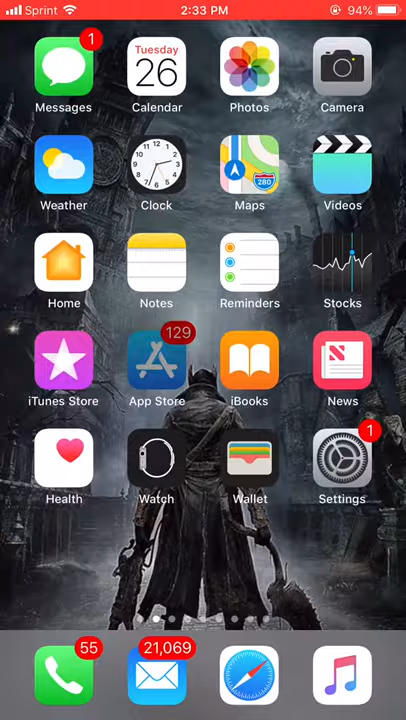 Sprint 2:33 PM 94%
1
Tuesday
26
Messages Calendar Photos Camera
280
Weather Clock Maps Videos
Home Notes Reminders Stocks
129
iTunes Store App Store iBooks News
1
Health Watch Wallet Settings
55 21,069